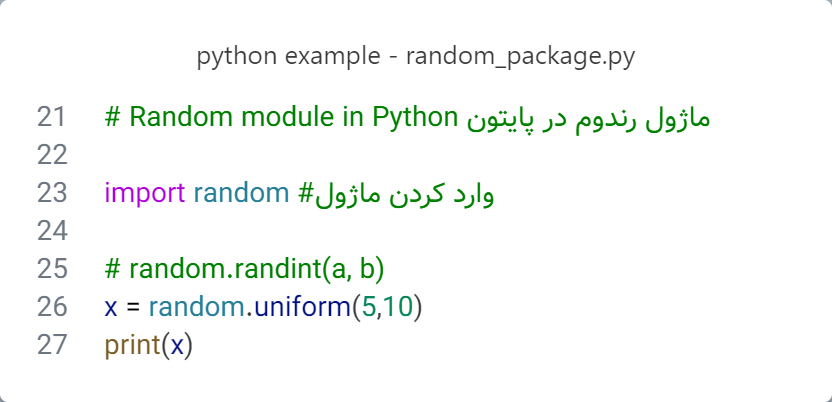 python example - random_package.py
21 # Random module in Python ماژول رندوم در پایتون
22
23 import random #وارد کردن ماژول
24
25 # random.randint(a, b)
26 x = random.uniform(5,10)
27 print(x)